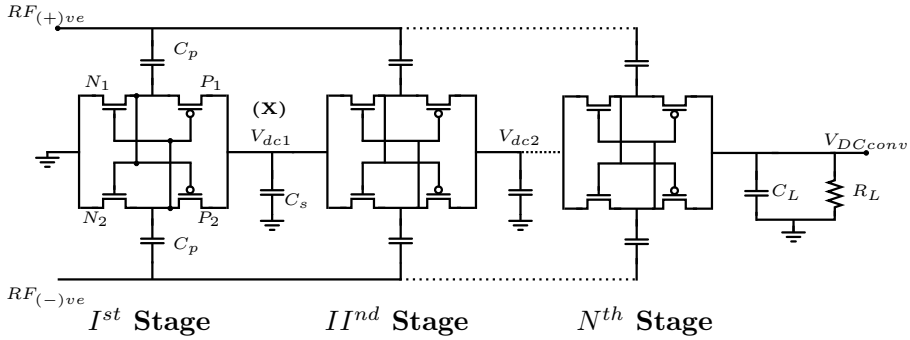 RF(+)ve
Cp
N1 P1
(X)
Vdc1
Vdc2
VDCconv
Cs
CL
RL
N2 P2
Cp
RF(−)ve
Ist Stage
IInd Stage
Nth Stage